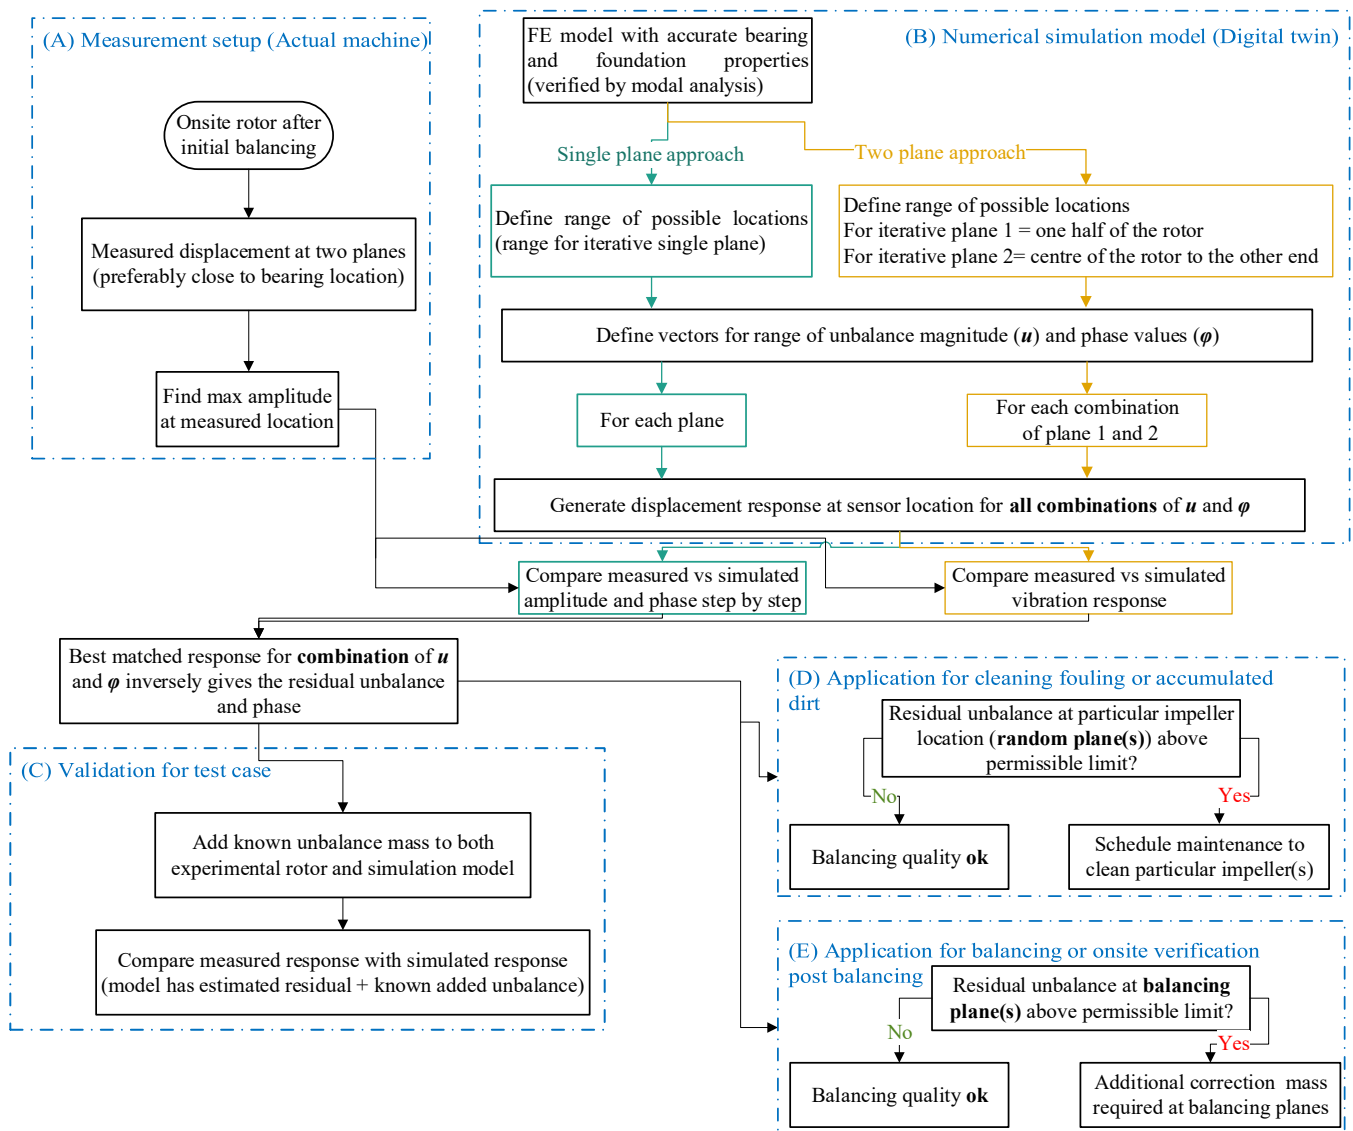 (A) Measurement setup (Actual machine)
Onsite rotor after
initial balancing
Measured displacement at two planes
(preferably close to bearing location)
Find max amplitude
at measured location
(B) Numerical simulation model (Digital twin)
FE model with accurate bearing
and foundation properties
(verified by modal analysis)
Single plane approach
Two plane approach
Define range of possible locations
(range for iterative single plane)
Define range of possible locations
For iterative plane 1 = one half of the rotor
For iterative plane 2= centre of the rotor to the other end
Define vectors for range of unbalance magnitude (u) and phase values (φ)
For each plane
For each combination
of plane 1 and 2
Generate displacement response at sensor location for all combinations of u and φ
Compare measured vs simulated
amplitude and phase step by step
Compare measured vs simulated
vibration response
Best matched response for combination of u
and φ inversely gives the residual unbalance
and phase
(C) Validation for test case
Add known unbalance mass to both
experimental rotor and simulation model
Compare measured response with simulated response
(model has estimated residual + known added unbalance)
(D) Application for cleaning fouling or accumulated
dirt
Residual unbalance at particular impeller
location (random plane(s)) above
permissible limit?
No
Yes
Balancing quality ok
Schedule maintenance to
clean particular impeller(s)
(E) Application for balancing or onsite verification
post balancing
Residual unbalance at balancing
plane(s) above permissible limit?
No
Yes
Balancing quality ok
Additional correction mass
required at balancing planes